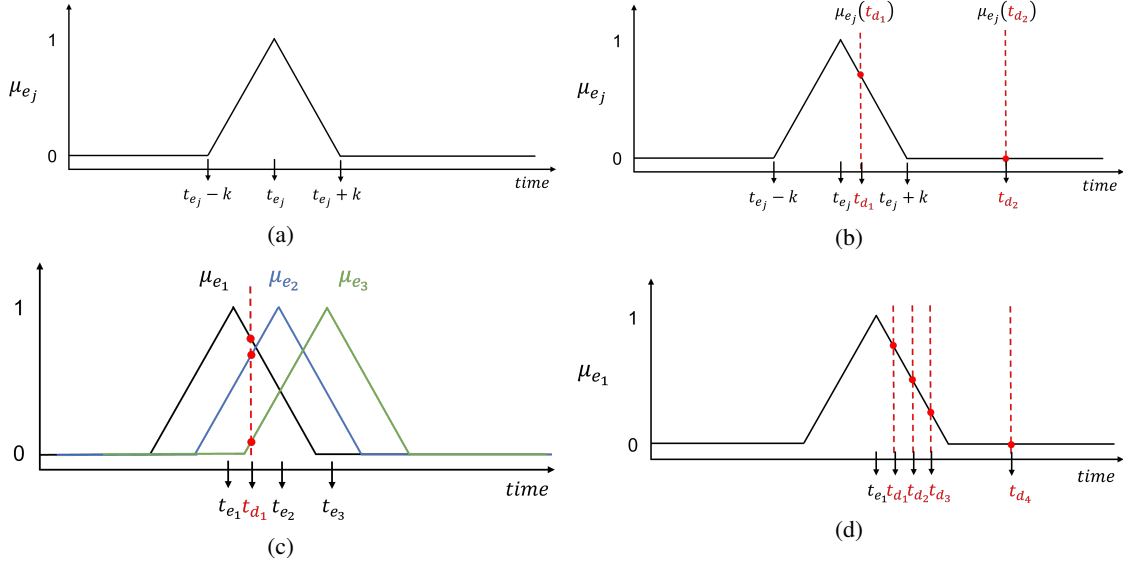 1
μ_{e_j}
0
t_{e_j} − k
t_{e_j}
t_{e_j} + k
time
(a)
μ_{e_j}(t_{d_1})
μ_{e_j}(t_{d_2})
1
μ_{e_j}
0
t_{e_j} − k
t_{e_j}
t_{d_1}
t_{e_j} + k
t_{d_2}
time
(b)
μ_{e_1}
μ_{e_2}
μ_{e_3}
1
0
t_{e_1}
t_{d_1}
t_{e_2}
t_{e_3}
time
(c)
1
μ_{e_1}
0
t_{e_1}
t_{d_1}
t_{d_2}
t_{d_3}
t_{d_4}
time
(d)